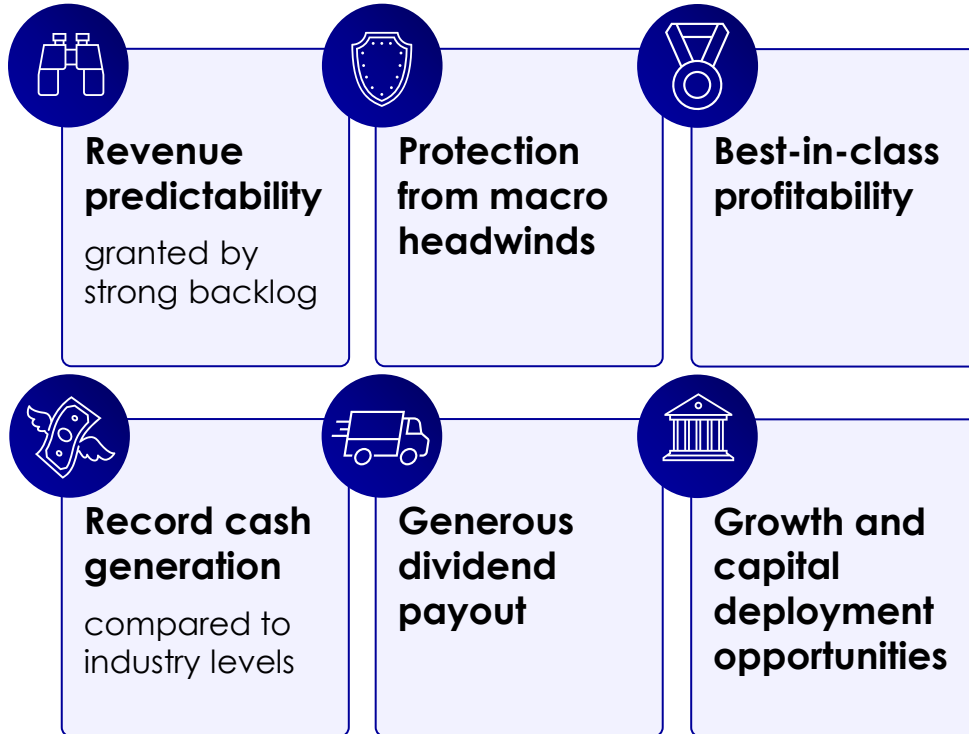 Revenue
predictability
granted by
strong backlog
Protection
from macro
headwinds
Best-in-class
profitability
Record cash
generation
compared to
industry levels
Generous
dividend
payout
Growth and
capital
deployment
opportunities